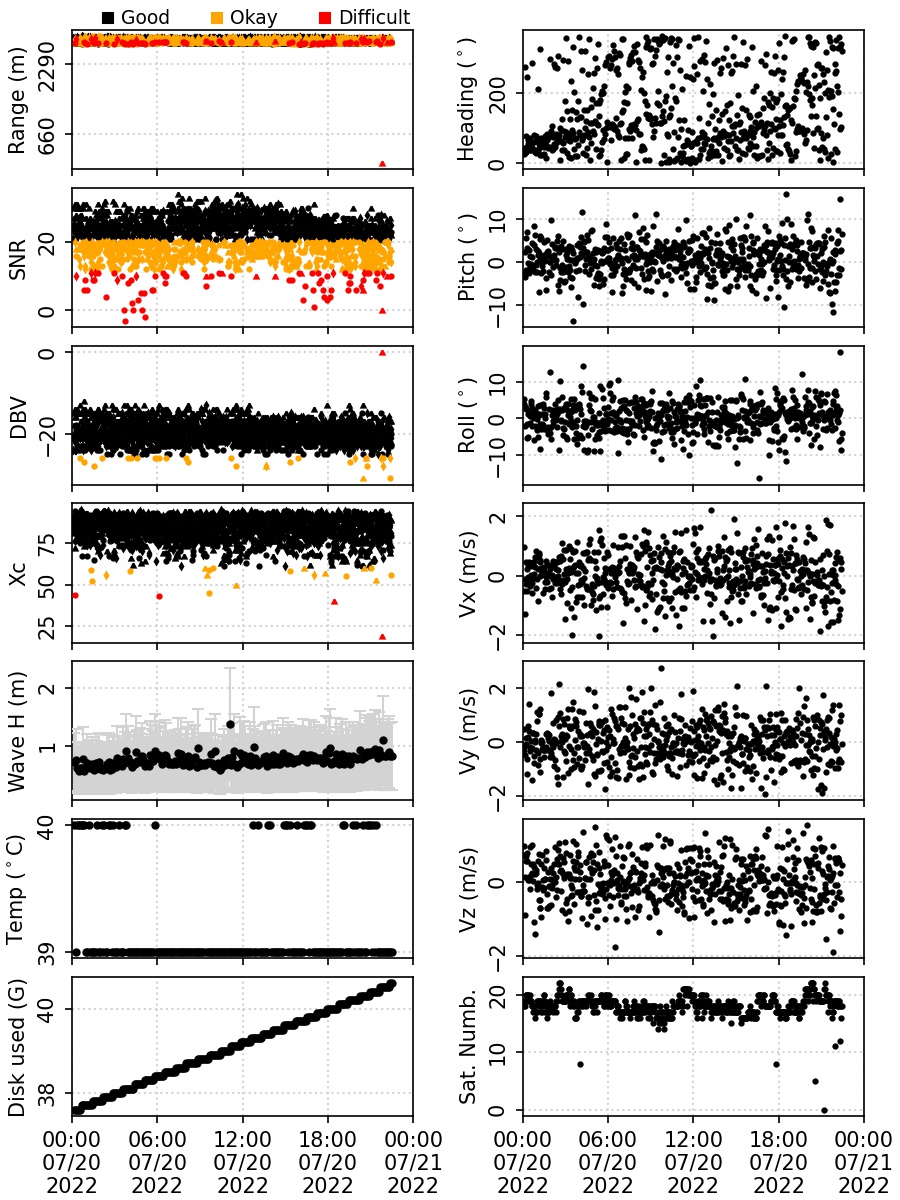 Good Okay Difficult
Range (m)
2290
660
Heading (°)
200
0
SNR
20
0
Pitch (°)
10
0
−10
DBV
0
−20
Roll (°)
10
0
−10
Xc
75
50
25
Vx (m/s)
2
0
−2
Wave H (m)
2
1
Vy (m/s)
2
0
−2
Temp (°C)
40
39
Vz (m/s)
0
−2
Disk used (G)
40
38
Sat. Numb.
20
10
0
00:00 06:00 12:00 18:00 00:00
07/20 07/20 07/20 07/20 07/21
2022 2022 2022 2022 2022
00:00 06:00 12:00 18:00 00:00
07/20 07/20 07/20 07/20 07/21
2022 2022 2022 2022 2022